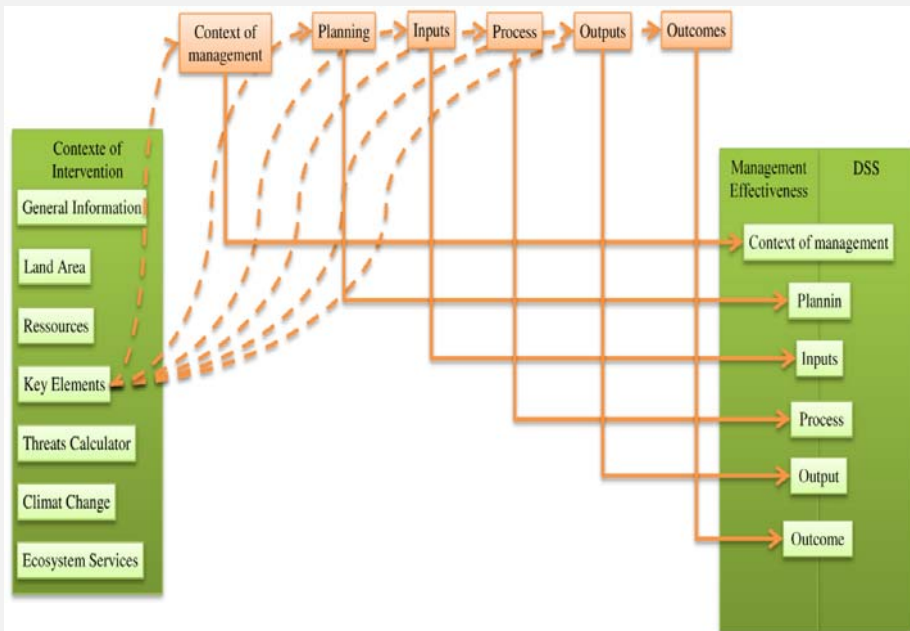 Context of
management
Planning
Inputs
Process
Outputs
Outcomes
Contexte of
Intervention
General Information
Land Area
Ressources
Key Elements
Threats Calculator
Climat Change
Ecosystem Services
Management
Effectiveness
DSS
Context of management
Plannin
Inputs
Process
Output
Outcome